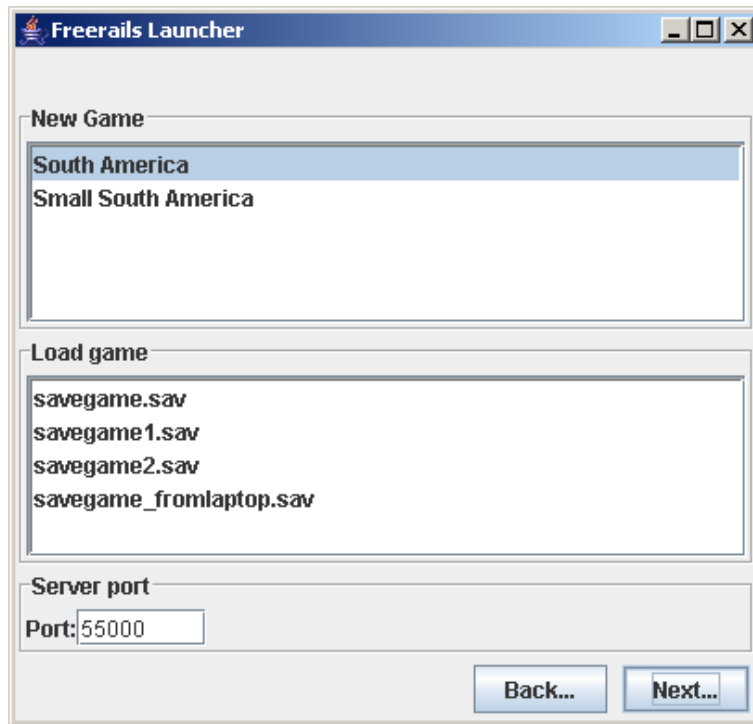 Freerails Launcher
New Game
South America
Small South America
Load game
savegame.sav
savegame1.sav
savegame2.sav
savegame_fromlaptop.sav
Server port
Port: 55000
Back... Next...